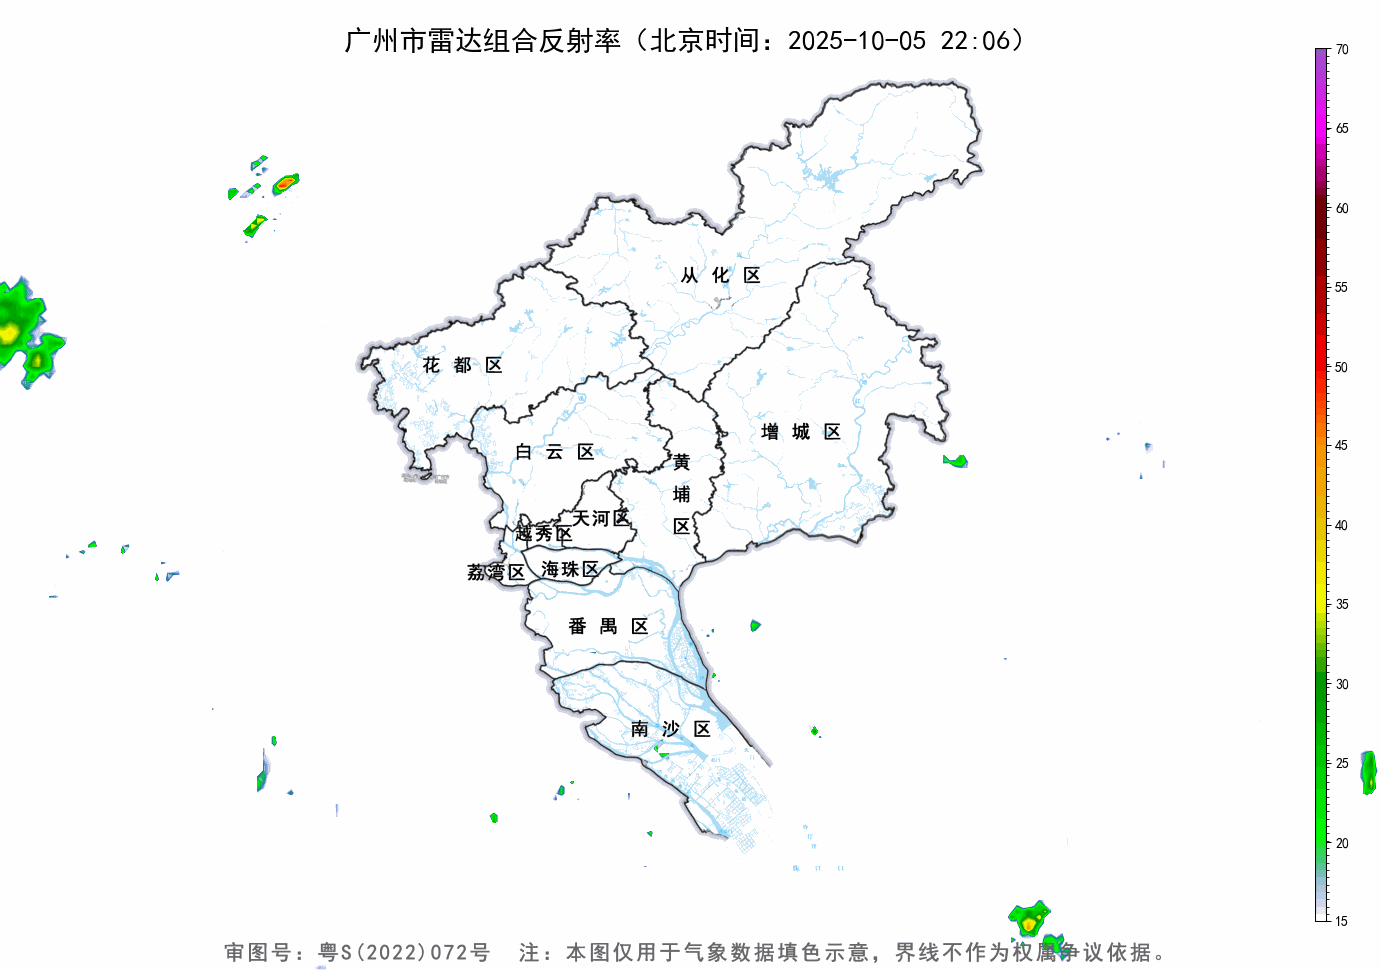 广州市雷达组合反射率（北京时间：2025-10-05 22:06）
70
65
60
55
50
45
40
35
30
25
20
15
从化区
花都区
增城区
白云区
黄埔区
天河区
越秀区
荔湾区
海珠区
番禺区
南沙区
审图号：粤S(2022)072号 注：本图仅用于气象数据填色示意，界线不作为权属争议依据。